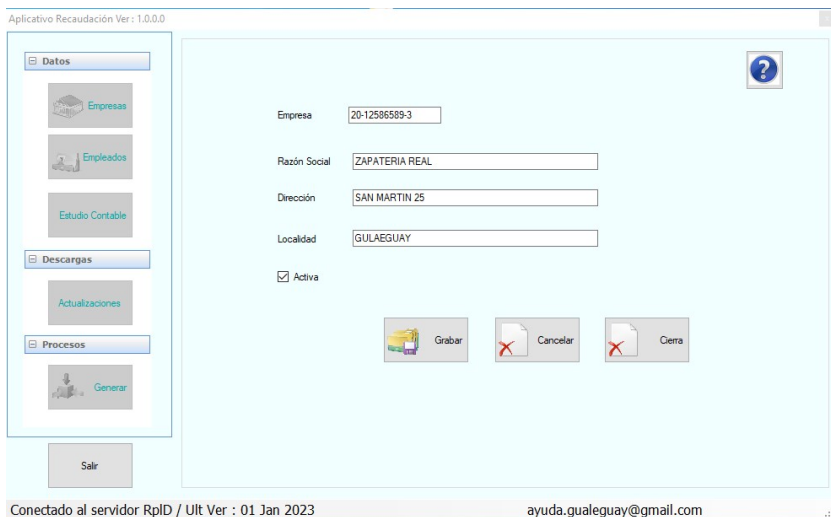 Aplicativo Recaudación Ver: 1.0.0.0
Datos
Empresas
Empleados
Estudio Contable
Descargas
Actualizaciones
Procesos
Generar
Salir
?
Empresa 20-12586589-3
Razón Social ZAPATERIA REAL
Dirección SAN MARTIN 25
Localidad GULAEGUAY
Activa
Grabar Cancelar Cierra
Conectado al servidor RplD / Ult Ver : 01 Jan 2023 ayuda.gualeguay@gmail.com